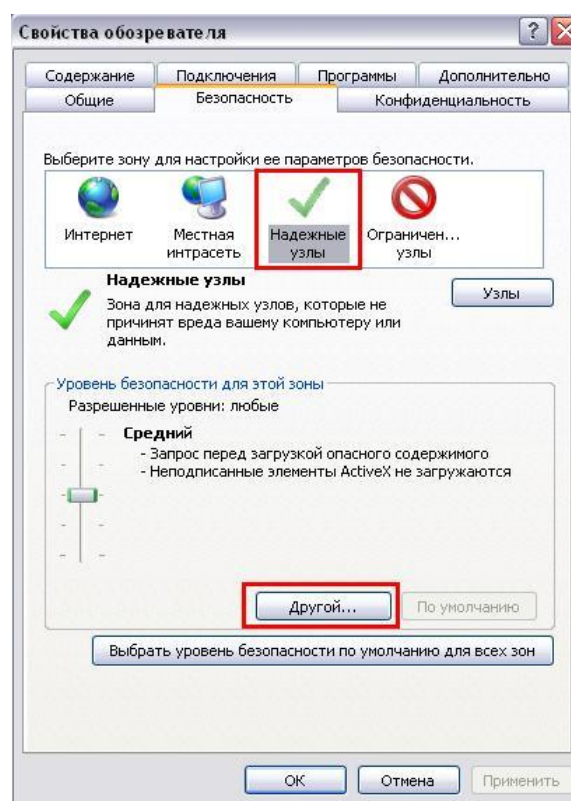 Свойства обозревателя
Содержание Подключения Программы Дополнительно
Общие Безопасность Конфиденциальность
Выберите зону для настройки ее параметров безопасности.
Интернет Местная интрасеть Надежные узлы Ограничен... узлы
Надежные узлы
Зона для надежных узлов, которые не
причинят вреда вашему компьютеру или
данным.
Узлы
Уровень безопасности для этой зоны
Разрешенные уровни: любые
Средний
- Запрос перед загрузкой опасного содержимого
- Неподписанные элементы ActiveX не загружаются
Другой... По умолчанию
Выбрать уровень безопасности по умолчанию для всех зон
ОК Отмена Применить